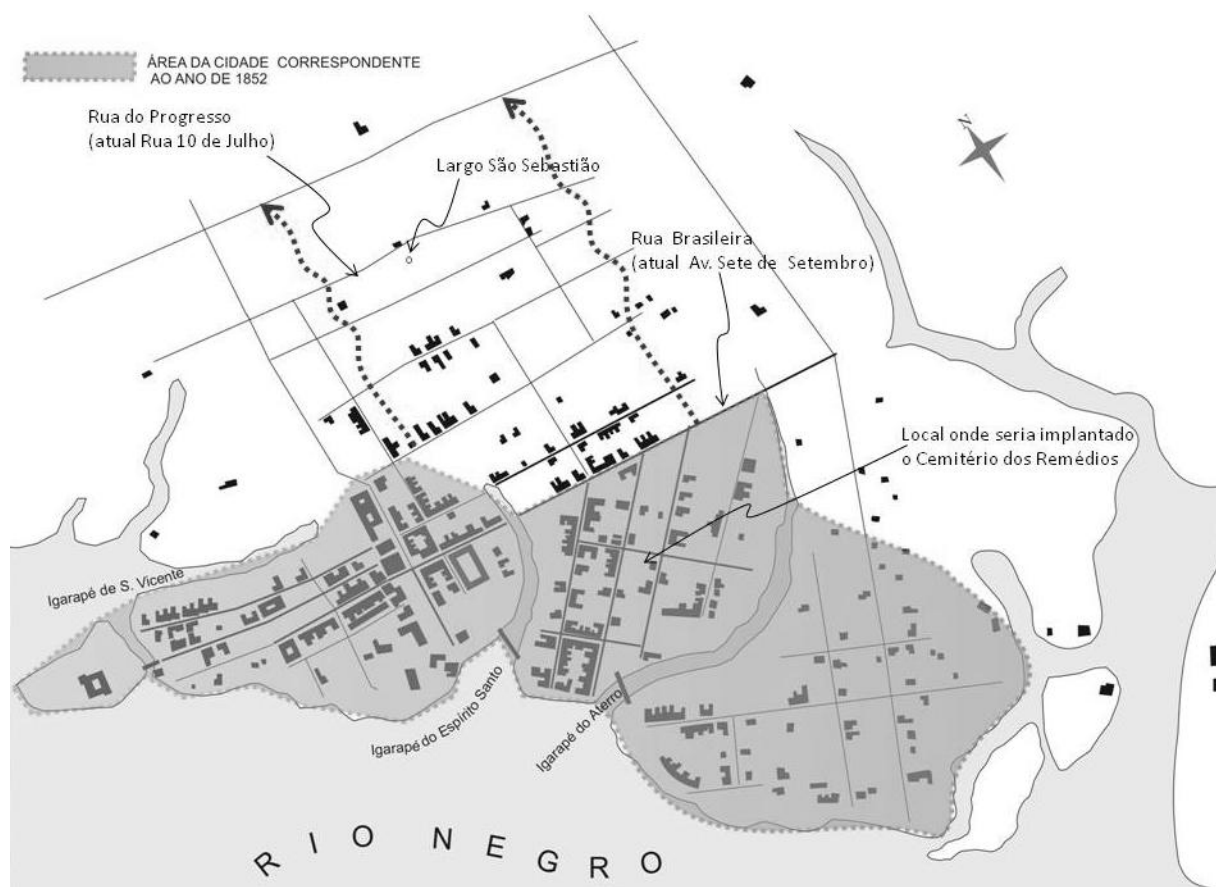 ÁREA DA CIDADE CORRESPONDENTE
AO ANO DE 1852
Rua do Progresso
(atual Rua 10 de Julho)
Largo São Sebastião
N
Rua Brasileira
(atual Av. Sete de Setembro)
Local onde seria implantado
o Cemitério dos Remédios
Igarapé de S. Vicente
Igarapé do Espírito Santo
Igarapé do Aterro
RIO NEGRO